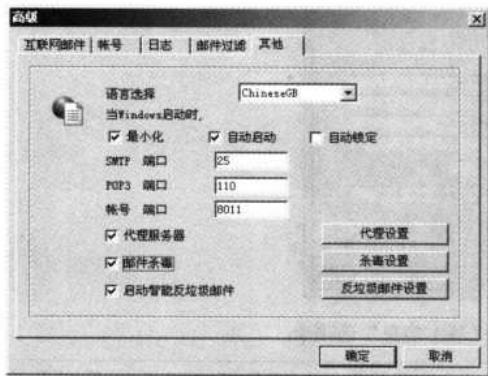 高级
互联网邮件 帐号 日志 邮件过滤 其他
语言选择 ChineseGB
当Windows启动时,
最小化 自动启动 自动锁定
SMTP 端口 25
POP3 端口 110
帐号 端口 8011
代理服务器 代理设置
邮件杀毒 杀毒设置
启动智能反垃圾邮件 反垃圾邮件设置
确定 取消